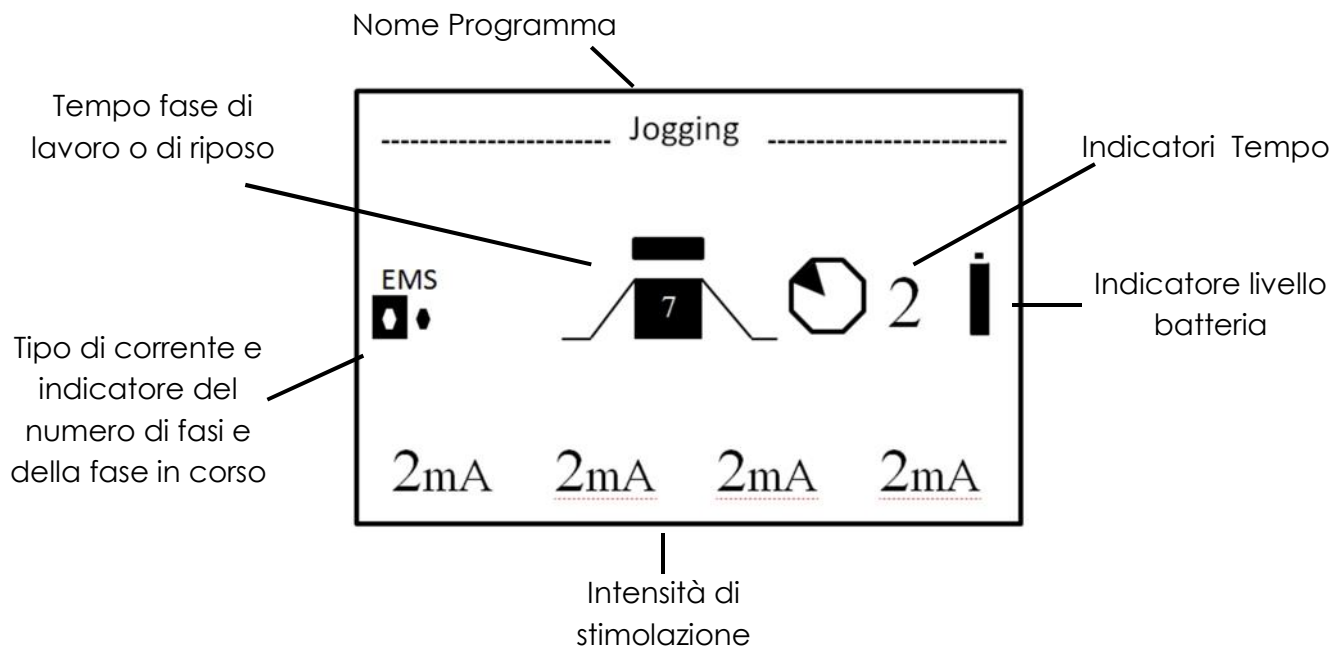 Nome Programma
Tempo fase di
lavoro o di riposo
Jogging
Indicatori Tempo
EMS
7
2
Indicatore livello
batteria
Tipo di corrente e
indicatore del
numero di fasi e
della fase in corso
2mA 2mA 2mA 2mA
Intensità di
stimolazione